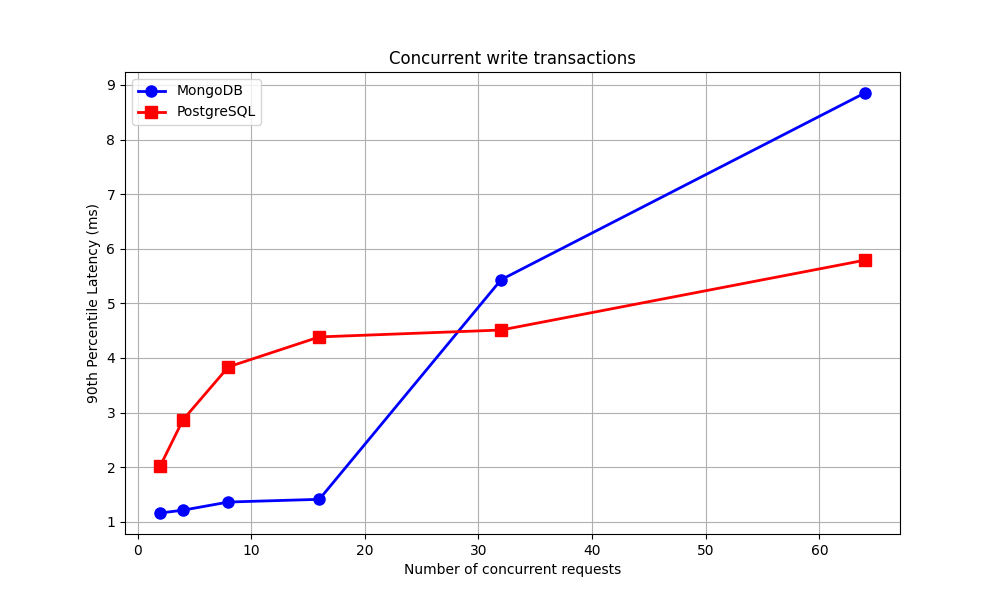 Concurrent write transactions
MongoDB
PostgreSQL
90th Percentile Latency (ms)
9
8
7
6
5
4
3
2
1
0 10 20 30 40 50 60
Number of concurrent requests